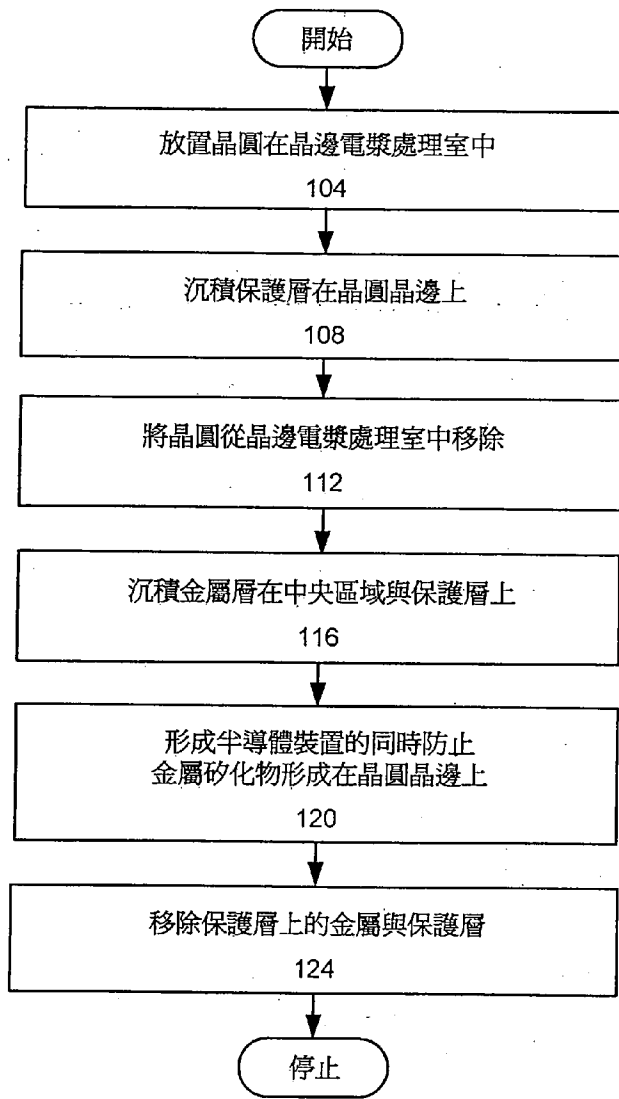 開始
放置晶圓在晶邊電漿處理室中
104
沉積保護層在晶圓晶邊上
108
將晶圓從晶邊電漿處理室中移除
112
沉積金屬層在中央區域與保護層上
116
形成半導體裝置的同時防止
金屬矽化物形成在晶圓晶邊上
120
移除保護層上的金屬與保護層
124
停止